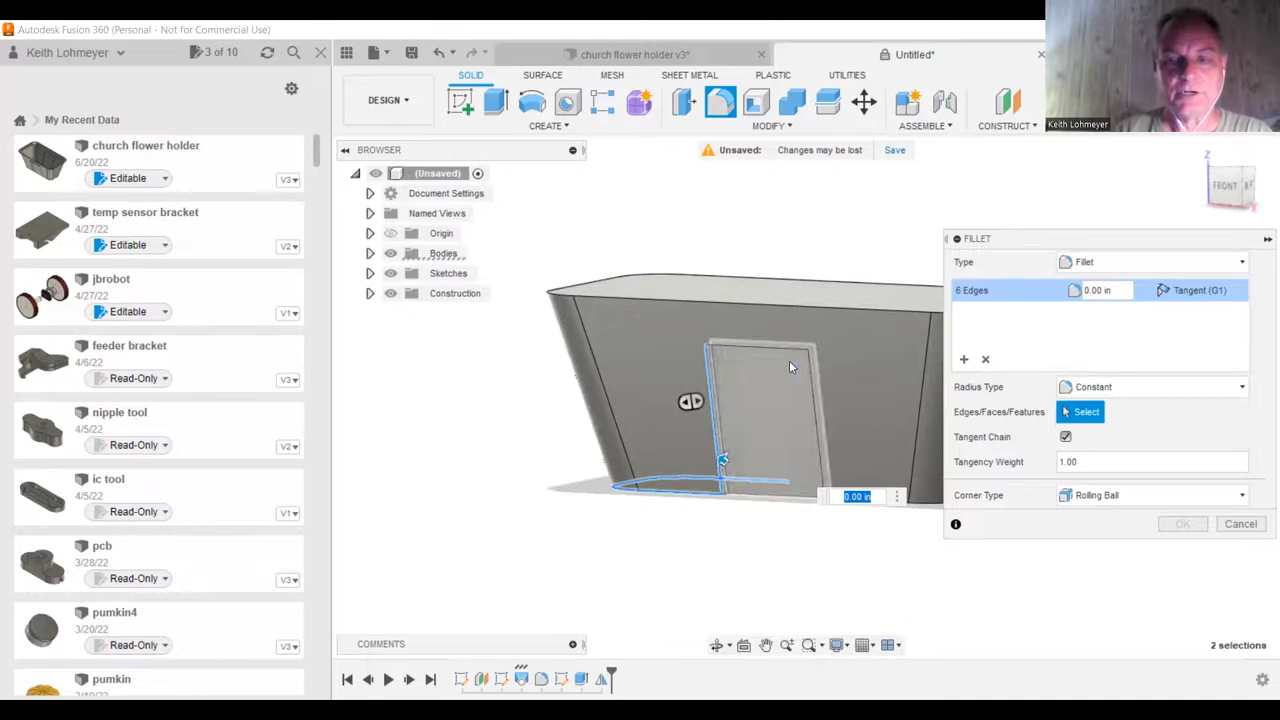 Autodesk Fusion 360 (Personal - Not for Commercial Use)
Keith Lohmeyer
3 of 10
church flower holder v3*
Untitled*
Keith Lohmeyer
SOLID SURFACE MESH SHEET METAL PLASTIC UTILITIES
DESIGN
CREATE MODIFY ASSEMBLE CONSTRUCT
My Recent Data
church flower holder
6/20/22
Editable
V3
temp sensor bracket
4/27/22
Editable
V2
jbrobot
4/27/22
Editable
V1
feeder bracket
4/6/22
Read-Only
V3
nipple tool
4/5/22
Read-Only
V2
ic tool
4/5/22
Read-Only
V1
pcb
3/28/22
Read-Only
V3
pumkin4
3/20/22
Read-Only
V3
pumkin
BROWSER
(Unsaved)
Document Settings
Named Views
Origin
Bodies
Sketches
Construction
Unsaved: Changes may be lost Save
Z
FRONT
X
FILLET
Type Fillet
6 Edges 0.00 in Tangent (G1)
Radius Type Constant
Edges/Faces/Features Select
Tangent Chain
Tangency Weight 1.00
Corner Type Rolling Ball
OK Cancel
0.00 in
COMMENTS
2 selections